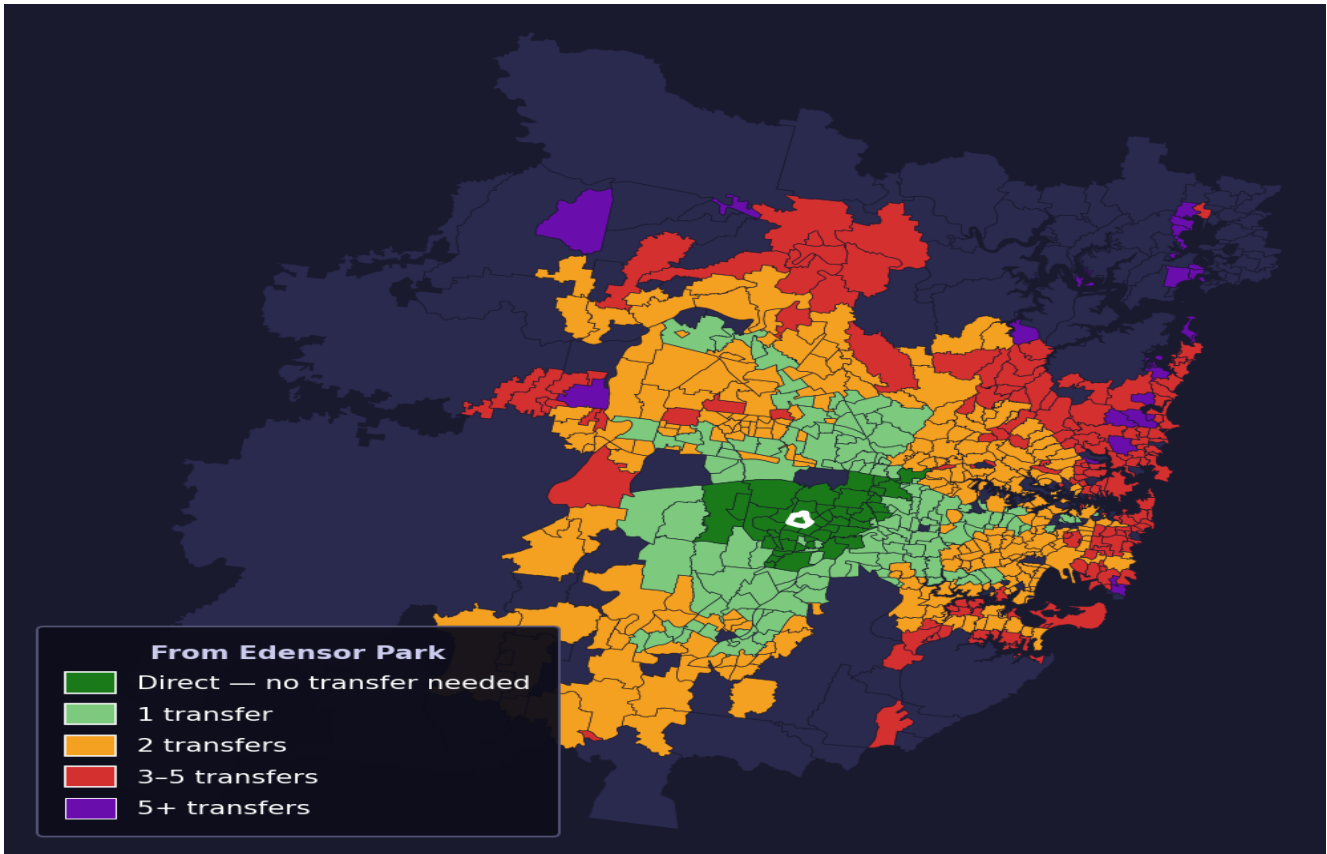 From Edensor Park
Direct — no transfer needed
1 transfer
2 transfers
3–5 transfers
5+ transfers